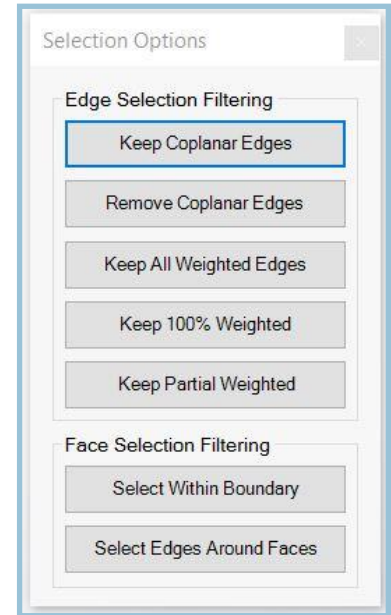 Selection Options
Edge Selection Filtering
Keep Coplanar Edges
Remove Coplanar Edges
Keep All Weighted Edges
Keep 100% Weighted
Keep Partial Weighted
Face Selection Filtering
Select Within Boundary
Select Edges Around Faces